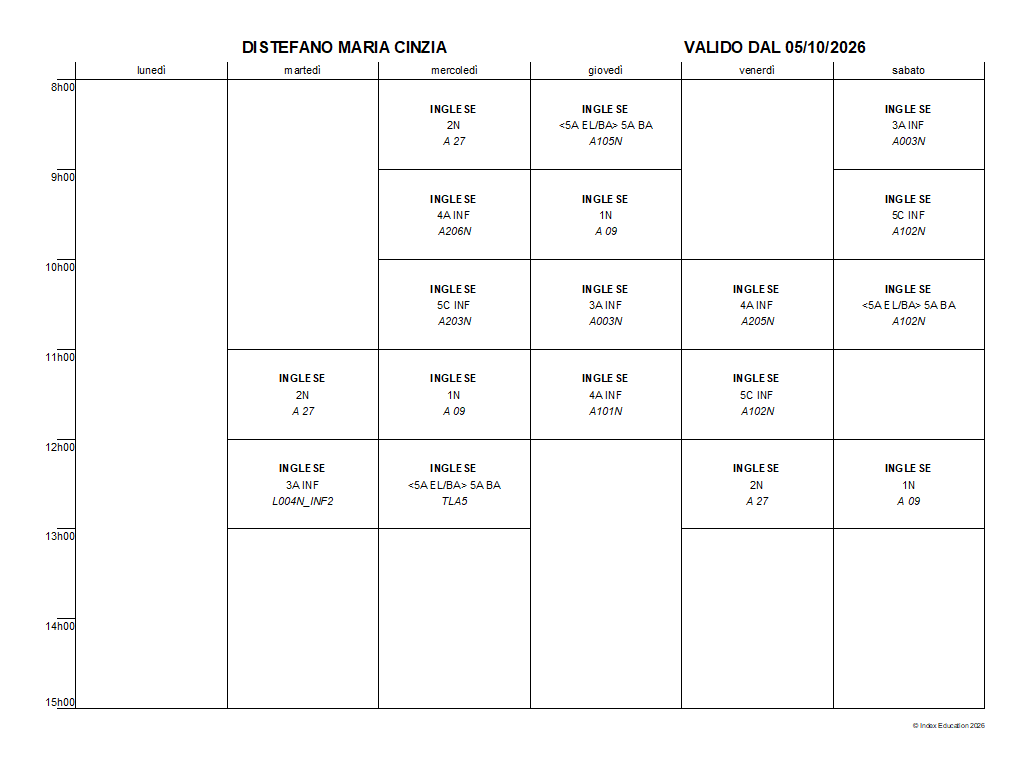 DISTEFANO MARIA CINZIA VALIDO DAL 05/10/2026
lunedì martedì mercoledì giovedì venerdì sabato
8h00
INGLESE INGLESE INGLESE
2N <5A EL/BA> 5A BA 3A INF
A 27 A105N A003N
9h00
INGLESE INGLESE INGLESE
4A INF 1N 5C INF
A206N A 09 A102N
10h00
INGLESE INGLESE INGLESE INGLESE
5C INF 3A INF 4A INF <5A EL/BA> 5A BA
A203N A003N A205N A102N
11h00
INGLESE INGLESE INGLESE INGLESE
2N 1N 4A INF 5C INF
A 27 A 09 A101N A102N
12h00
INGLESE INGLESE INGLESE INGLESE
3A INF <5A EL/BA> 5A BA 2N 1N
L004N_INF2 TLA5 A 27 A 09
13h00
14h00
15h00
© Index Education 2026